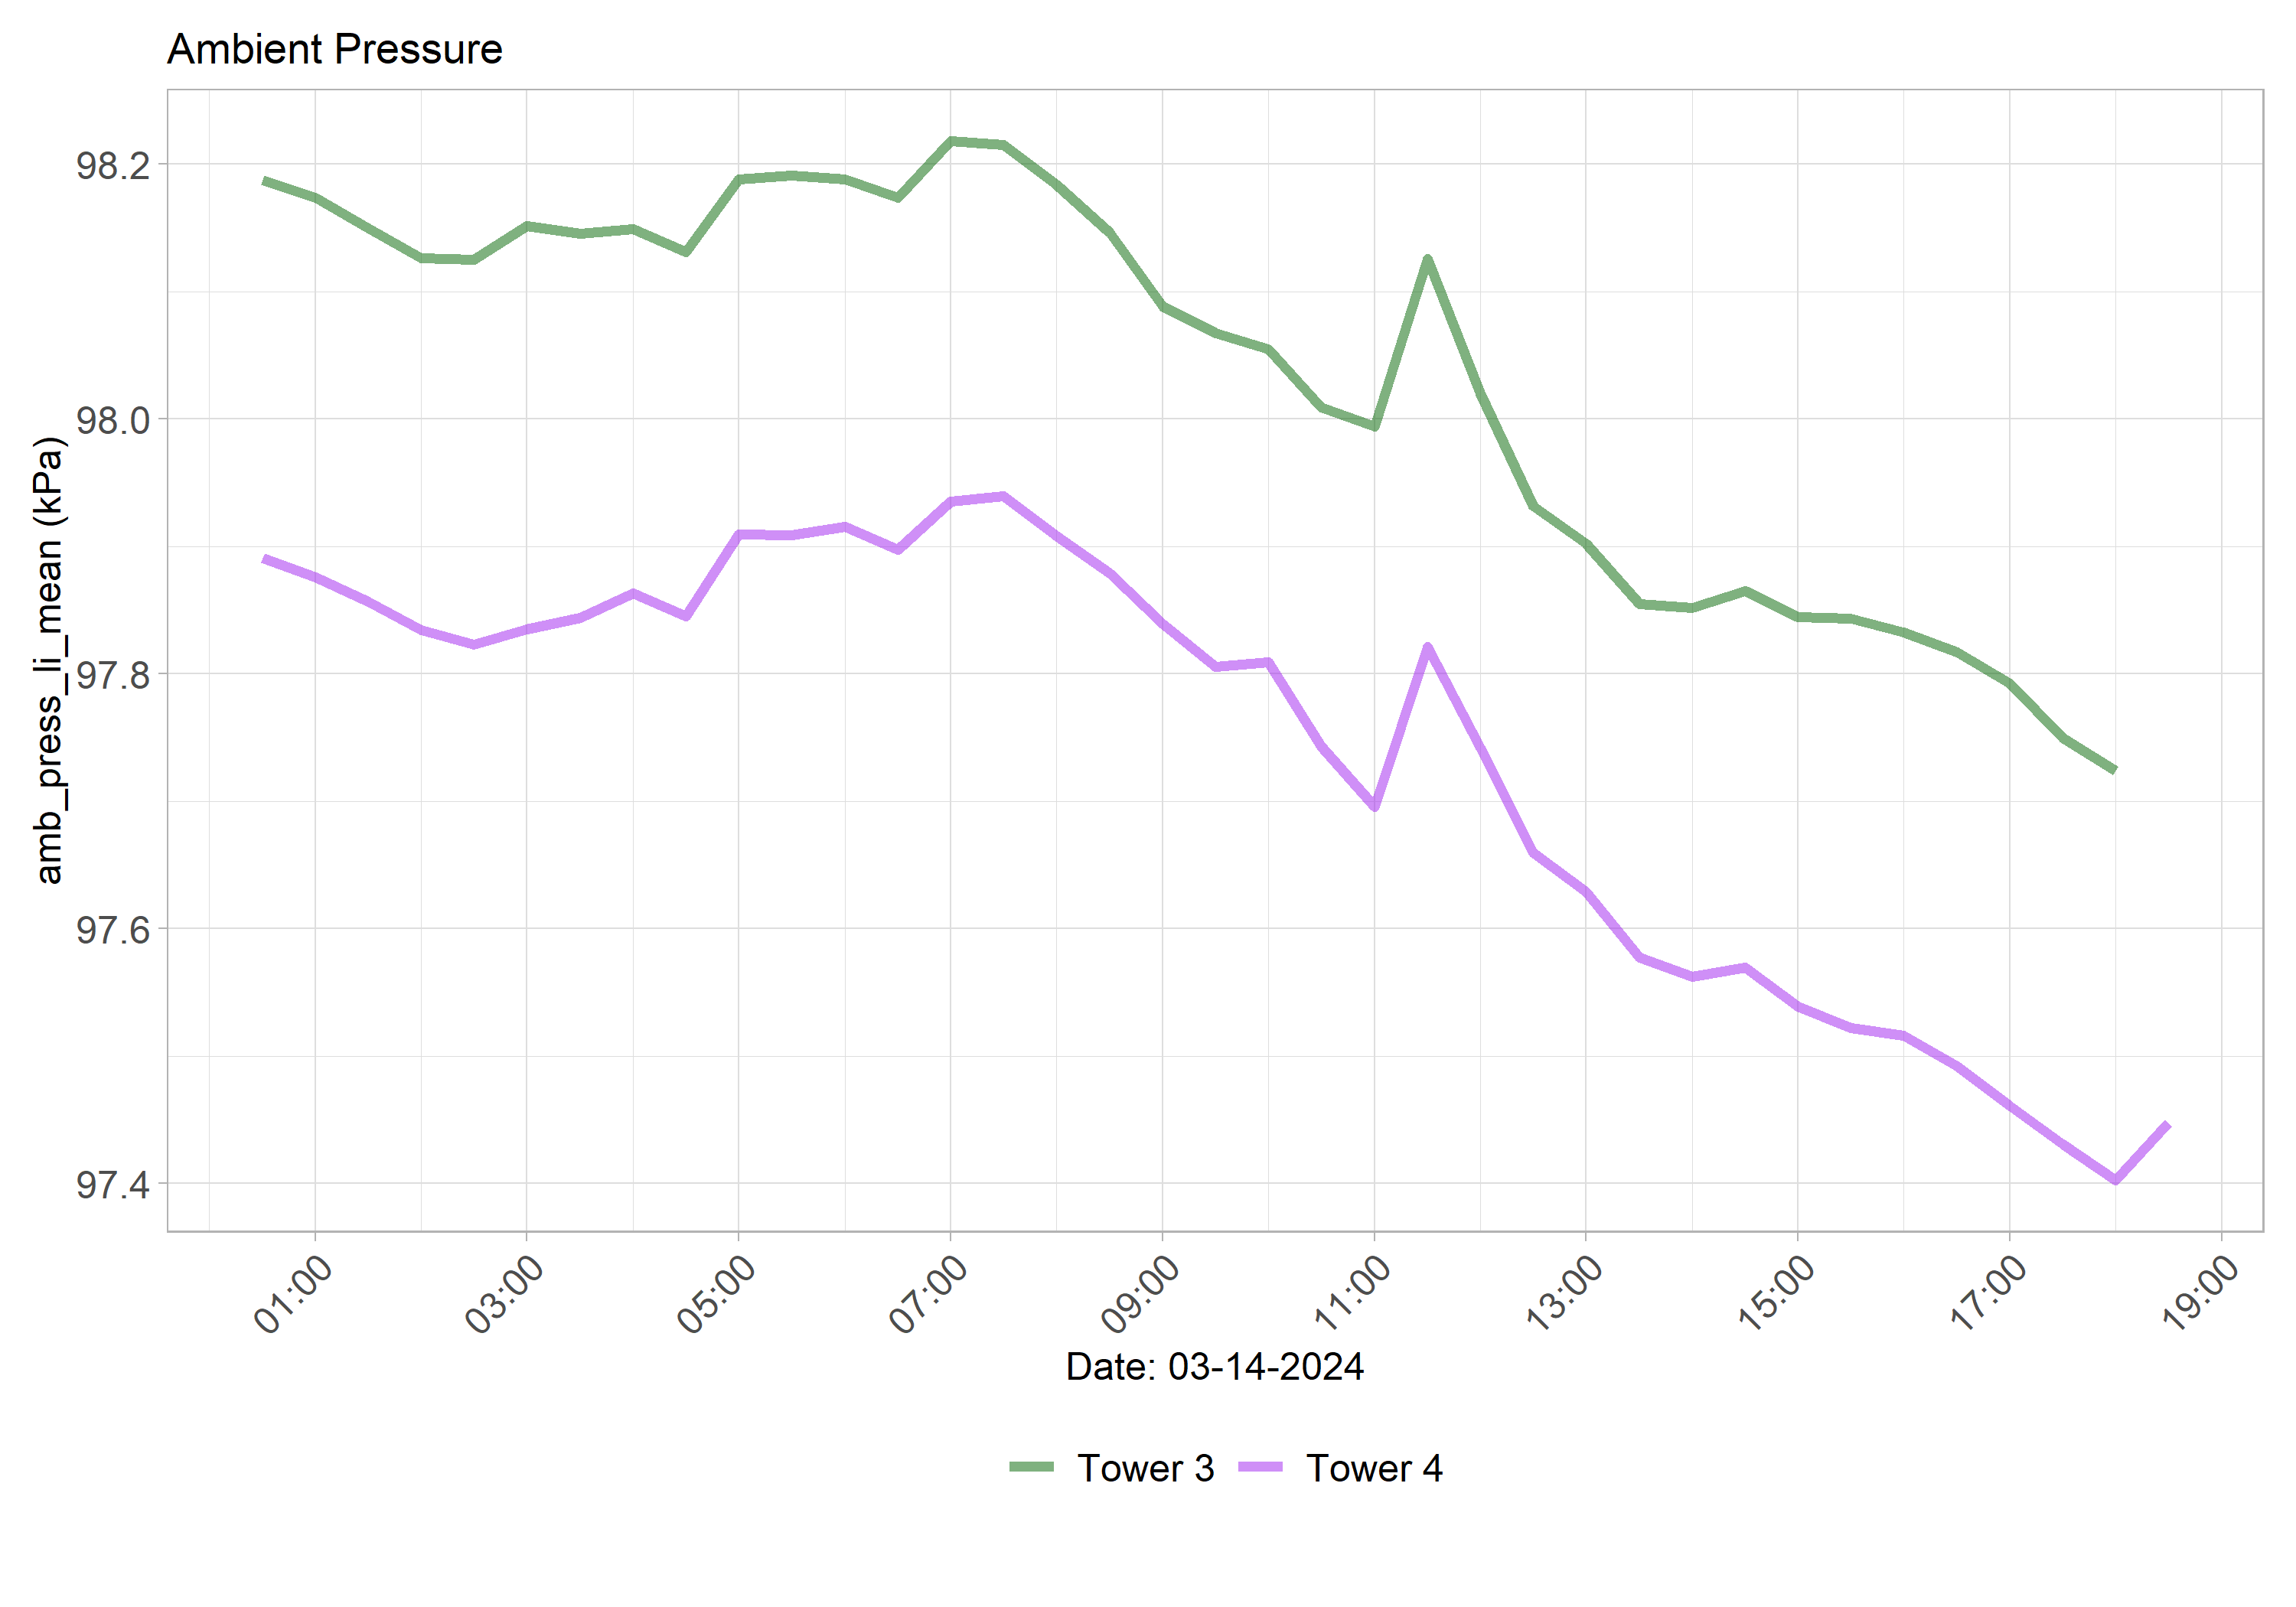 Ambient Pressure
amb_press_li_mean (kPa)
98.2
98.0
97.8
97.6
97.4
01:00 03:00 05:00 07:00 09:00 11:00 13:00 15:00 17:00 19:00
Date: 03-14-2024
Tower 3 Tower 4